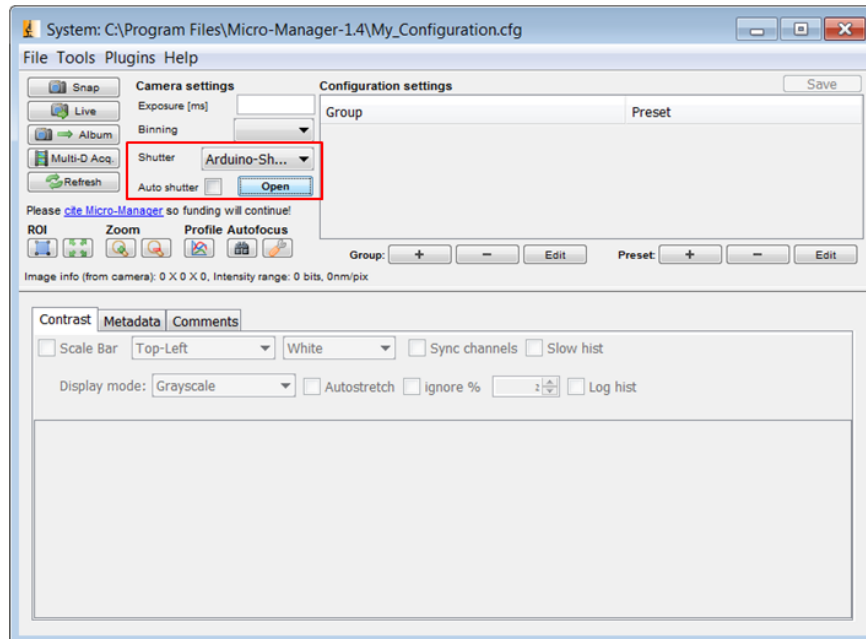 System: C:\Program Files\Micro-Manager-1.4\My_Configuration.cfg
File Tools Plugins Help
Snap
Live
Album
Multi-D Acq.
Refresh
Camera settings
Exposure [ms]
Binning
Shutter Arduino-Sh...
Auto shutter Open
Configuration settings Save
Group Preset
Please cite Micro-Manager so funding will continue!
ROI Zoom Profile Autofocus
Group: + − Edit Preset: + − Edit
Image info (from camera): 0 X 0 X 0, Intensity range: 0 bits, 0nm/pix
Contrast Metadata Comments
Scale Bar Top-Left White Sync channels Slow hist
Display mode: Grayscale Autostretch ignore % 2 Log hist